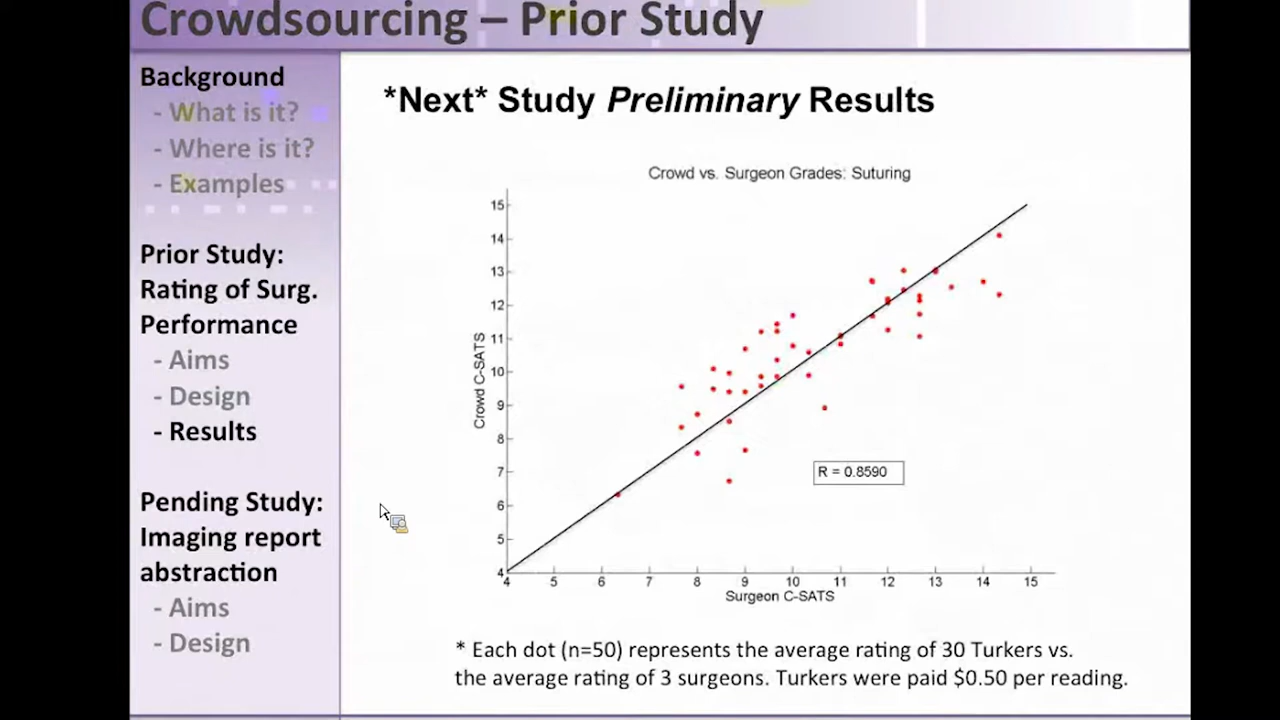 Crowdsourcing – Prior Study
Background
- What is it?
- Where is it?
- Examples
Prior Study:
Rating of Surg.
Performance
- Aims
- Design
- Results
Pending Study:
Imaging report
abstraction
- Aims
- Design
*Next* Study Preliminary Results
Crowd vs. Surgeon Grades: Suturing
Crowd C-SATS
15
14
13
12
11
10
9
8
7
6
5
4
R = 0.8590
4 5 6 7 8 9 10 11 12 13 14 15
Surgeon C-SATS
* Each dot (n=50) represents the average rating of 30 Turkers vs.
the average rating of 3 surgeons. Turkers were paid $0.50 per reading.